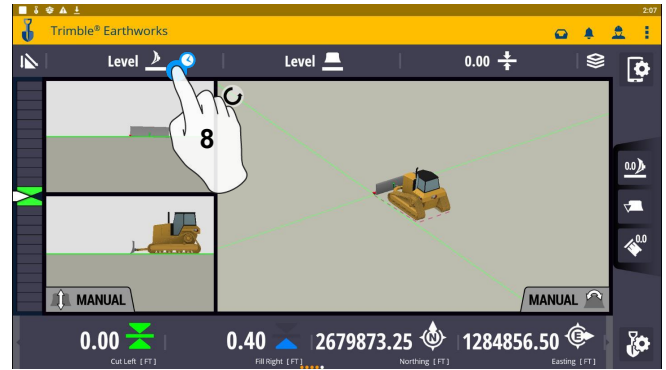 2:07
Trimble® Earthworks
Level Level 0.00
8
0.0
0.0
MANUAL MANUAL
0.00 0.40 2679873.25 N 1284856.50 E
Cut Left [FT] Fill Right [FT] Northing [FT] Easting [FT]